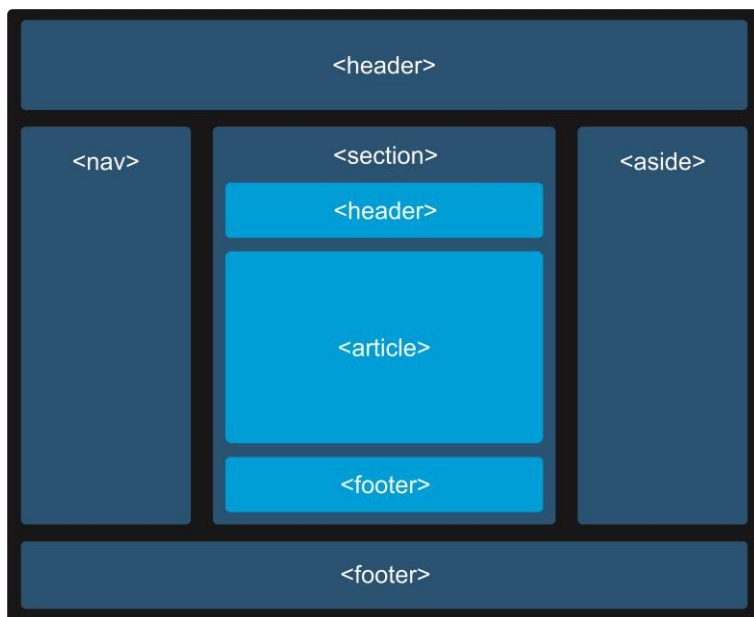 <header>
<nav>
<section>
<aside>
<header>
<article>
<footer>
<footer>